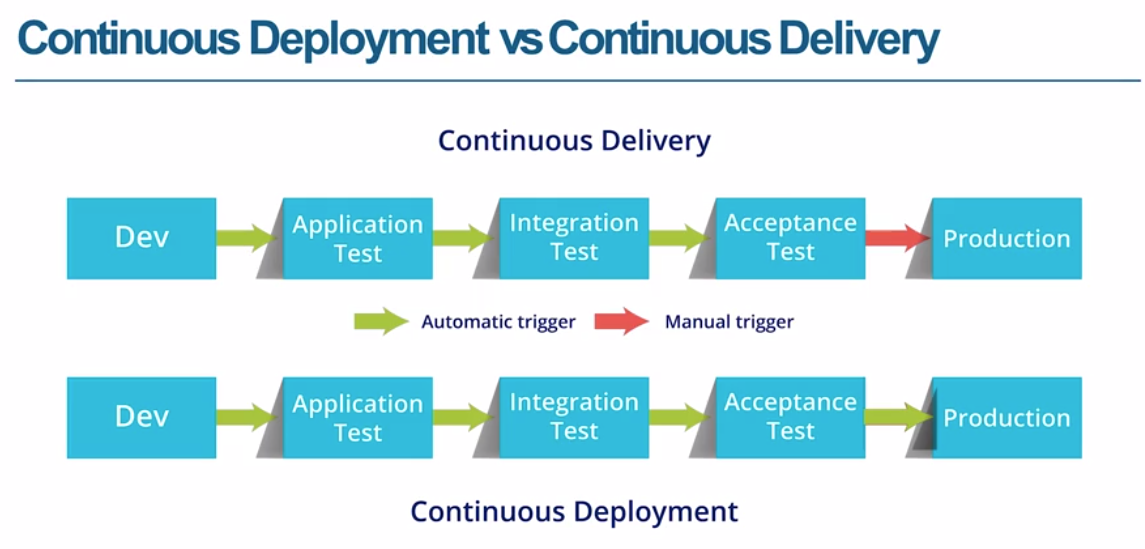 Continuous Deployment vs Continuous Delivery
Continuous Delivery
Dev
Application
Test
Integration
Test
Acceptance
Test
Production
Automatic trigger
Manual trigger
Dev
Application
Test
Integration
Test
Acceptance
Test
Production
Continuous Deployment